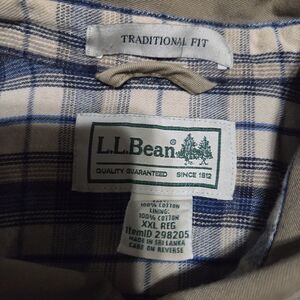 TRADITIONAL FIT
L.L.Bean®
QUALITY GUARANTEED SINCE 1912
100% COTTON
LINING:
100% COTTON
XXL REG
ItemID 298205
MADE IN SRI LANKA
CARE ON REVERSE